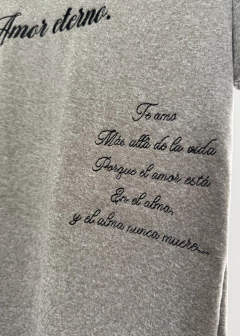 Amor eterno.
Te amo
Más allá de la vida
Porque el amor está
En el alma,
y el alma nunca muere....